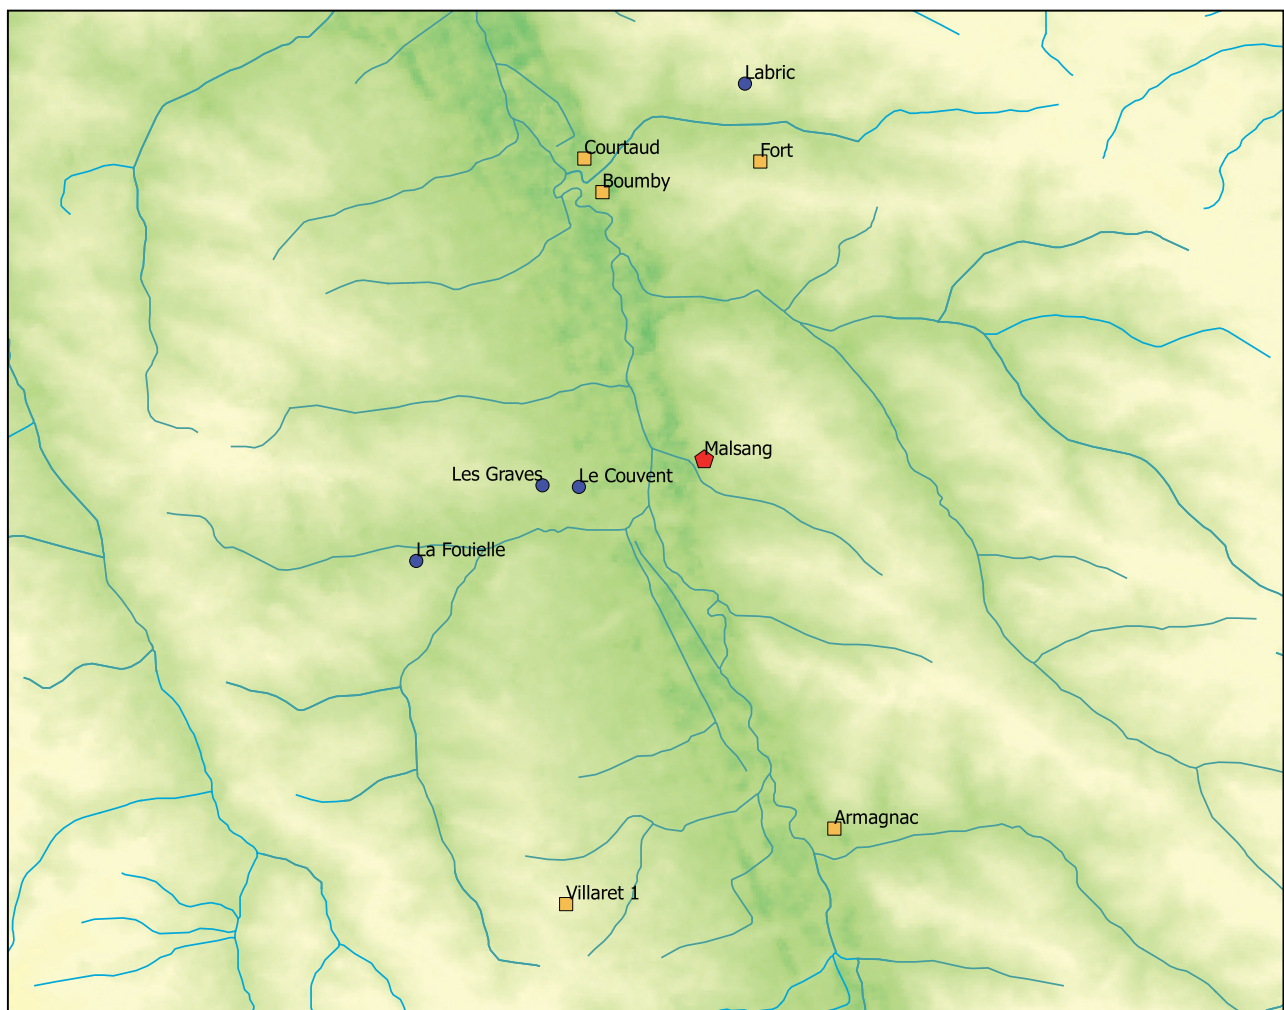 Labric
Courtaud
Fort
Boumby
Malsang
Les Graves
Le Couvent
La Fouielle
Armagnac
Villaret 1